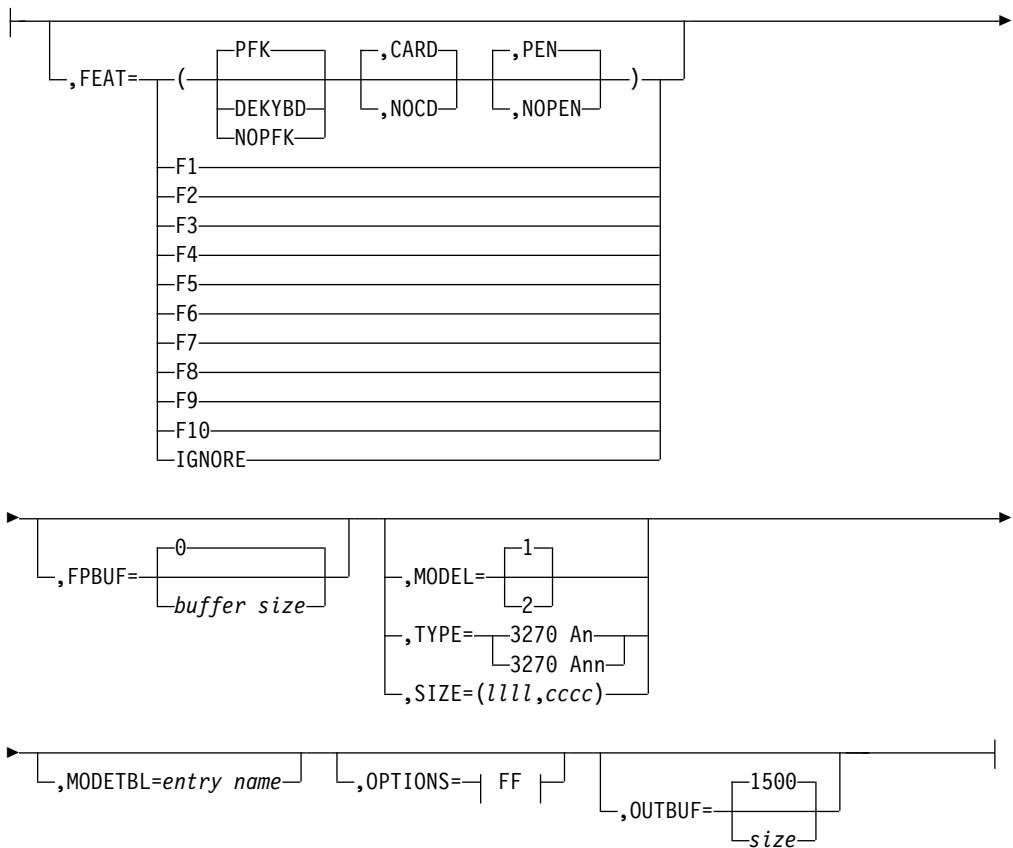 PFK ,CARD ,PEN
,FEAT= ( )
DEKYBD ,NOCD ,NOPEN
NOPFK
F1
F2
F3
F4
F5
F6
F7
F8
F9
F10
IGNORE
0 1
,FPBUF= ,MODEL=
buffer size 2
,TYPE= 3270 An
3270 Ann
,SIZE=(llll,cccc)
,MODETBL=entry name ,OPTIONS= FF 1500
,OUTBUF=
size